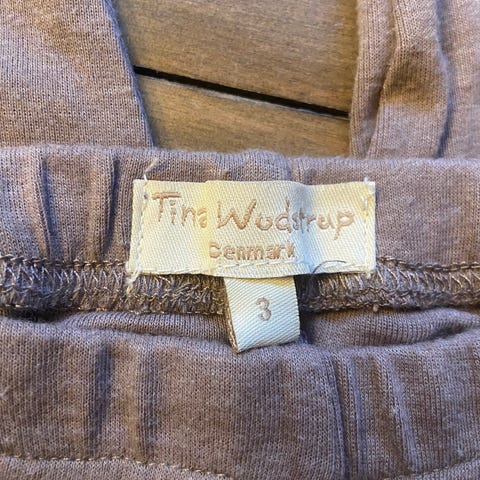 Tina Wodstrup
Denmark
3